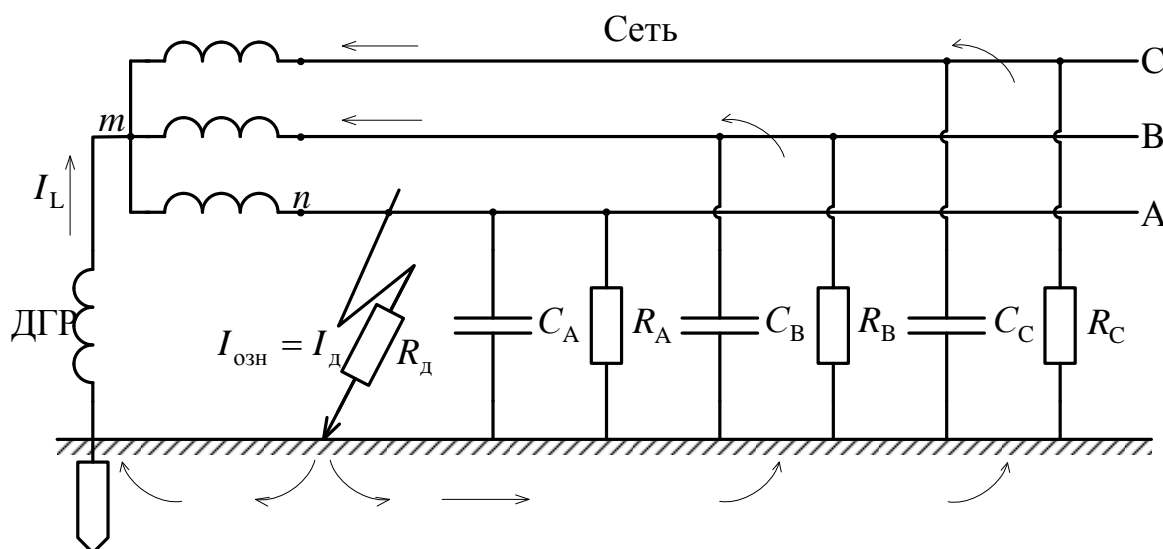 Сеть
C
m
B
I_L
n
A
ДГР
I_озн = I_д
R_д
C_A
R_A
C_B
R_B
C_C
R_C